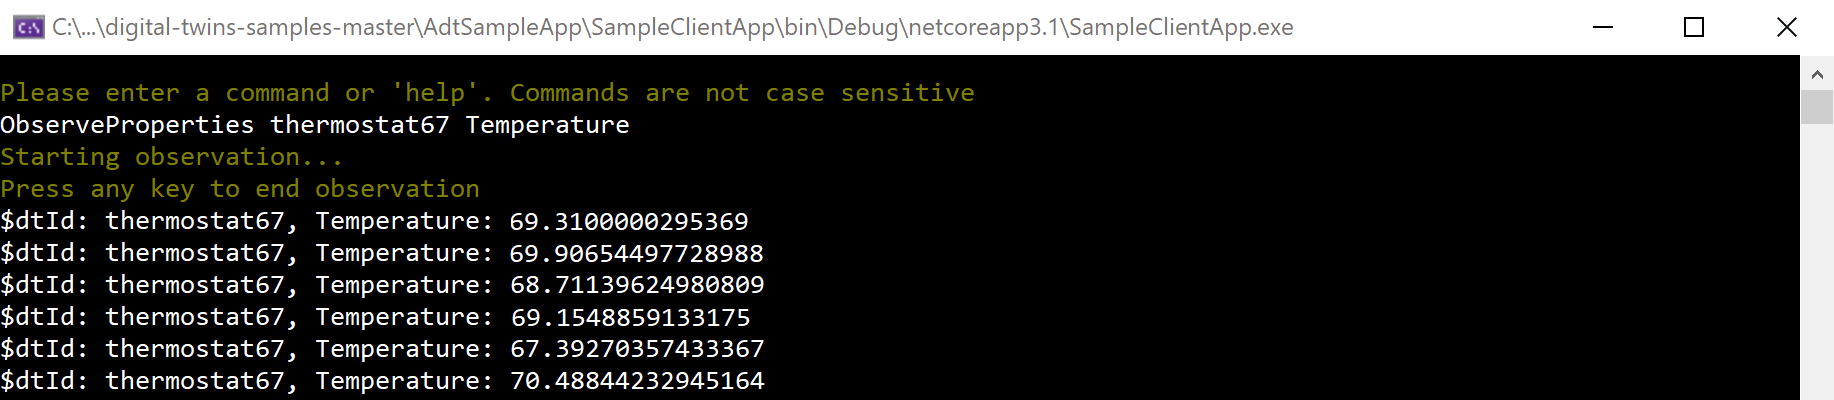 C:\...\digital-twins-samples-master\AdtSampleApp\SampleClientApp\bin\Debug\netcoreapp3.1\SampleClientApp.exe
Please enter a command or 'help'. Commands are not case sensitive
ObserveProperties thermostat67 Temperature
Starting observation...
Press any key to end observation
$dtId: thermostat67, Temperature: 69.3100000295369
$dtId: thermostat67, Temperature: 69.90654497728988
$dtId: thermostat67, Temperature: 68.71139624980809
$dtId: thermostat67, Temperature: 69.1548859133175
$dtId: thermostat67, Temperature: 67.39270357433367
$dtId: thermostat67, Temperature: 70.48844232945164